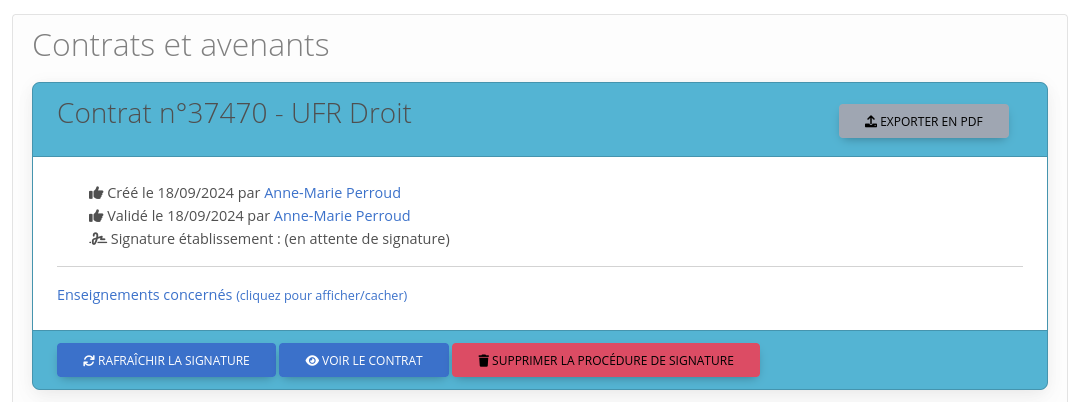 Contrats et avenants
Contrat n°37470 - UFR Droit
EXPORTER EN PDF
Créé le 18/09/2024 par Anne-Marie Perroud
Validé le 18/09/2024 par Anne-Marie Perroud
Signature établissement : (en attente de signature)
Enseignements concernés (cliquez pour afficher/cacher)
RAFRAÎCHIR LA SIGNATURE
VOIR LE CONTRAT
SUPPRIMER LA PROCÉDURE DE SIGNATURE